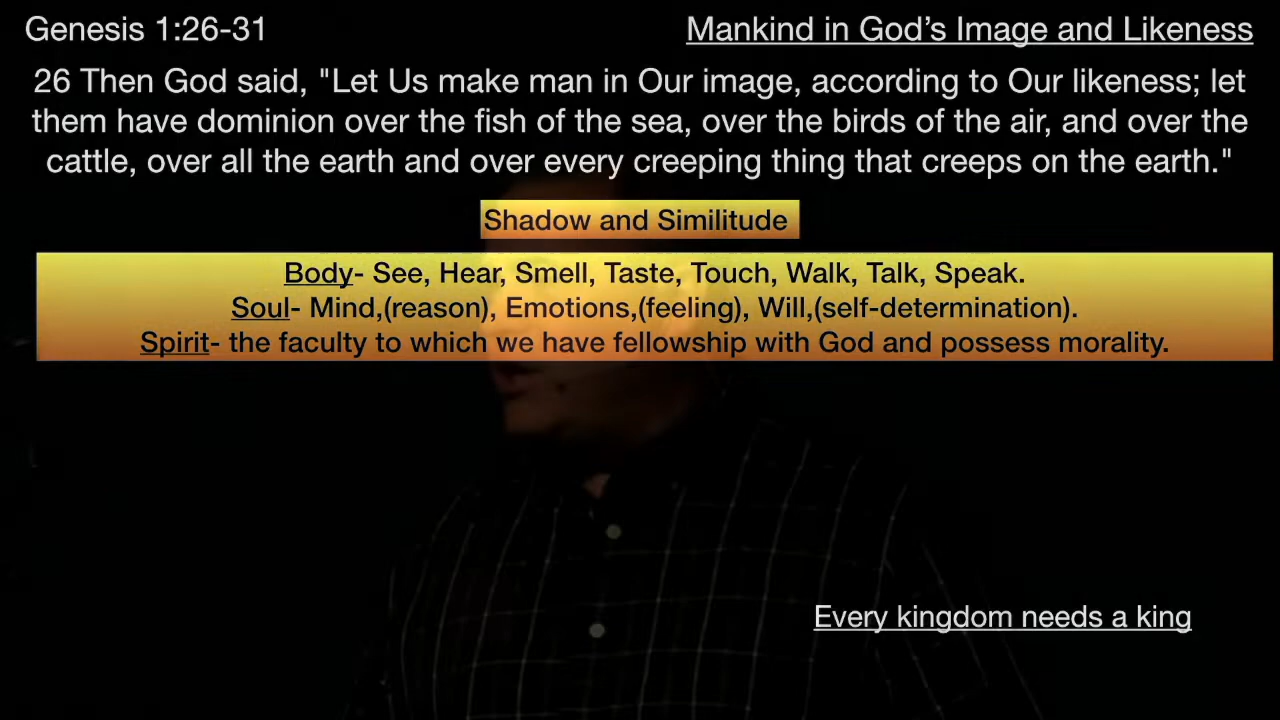 Genesis 1:26-31
Mankind in God’s Image and Likeness
26 Then God said, "Let Us make man in Our image, according to Our likeness; let
them have dominion over the fish of the sea, over the birds of the air, and over the
cattle, over all the earth and over every creeping thing that creeps on the earth."
Shadow and Similitude
Body- See, Hear, Smell, Taste, Touch, Walk, Talk, Speak.
Soul- Mind,(reason), Emotions,(feeling), Will,(self-determination).
Spirit- the faculty to which we have fellowship with God and possess morality.
Every kingdom needs a king